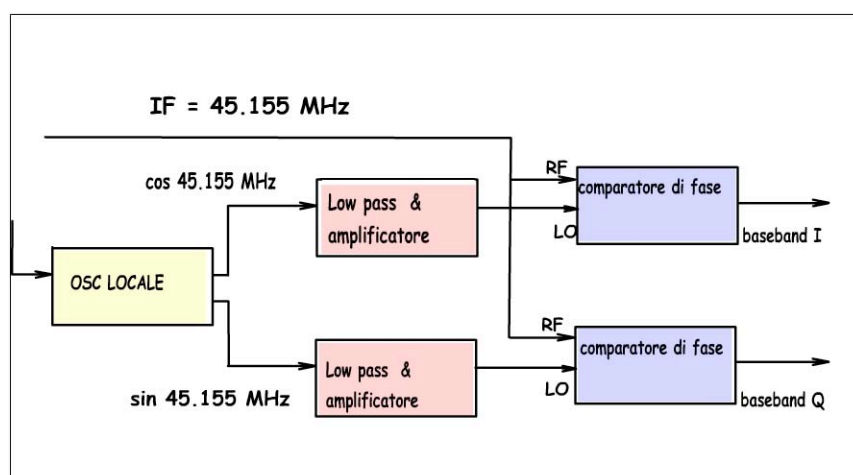 IF = 45.155 MHz
cos 45.155 MHz
RF
Low pass &
amplificatore
comparatore di fase
LO
baseband I
OSC LOCALE
RF
Low pass &
amplificatore
comparatore di fase
LO
sin 45.155 MHz
baseband Q